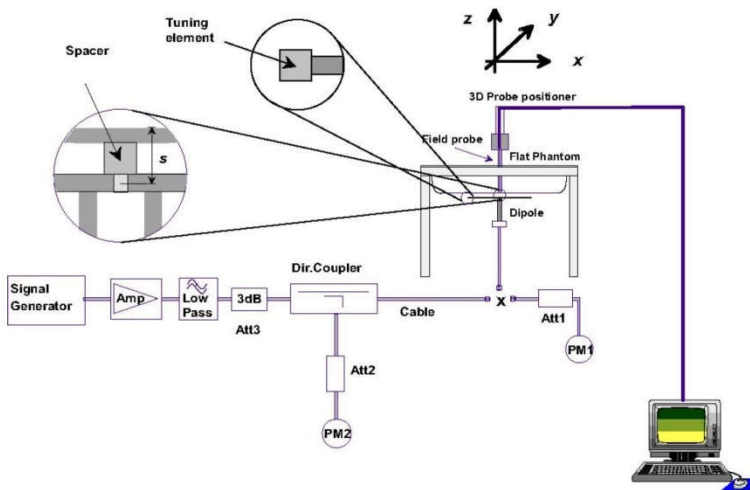 Tuning
element
Spacer
s
z
y
x
3D Probe positioner
Field probe
Flat Phantom
Dipole
Signal
Generator
Amp
Low
Pass
3dB
Att3
Dir.Coupler
Cable
x
Att1
PM1
Att2
PM2